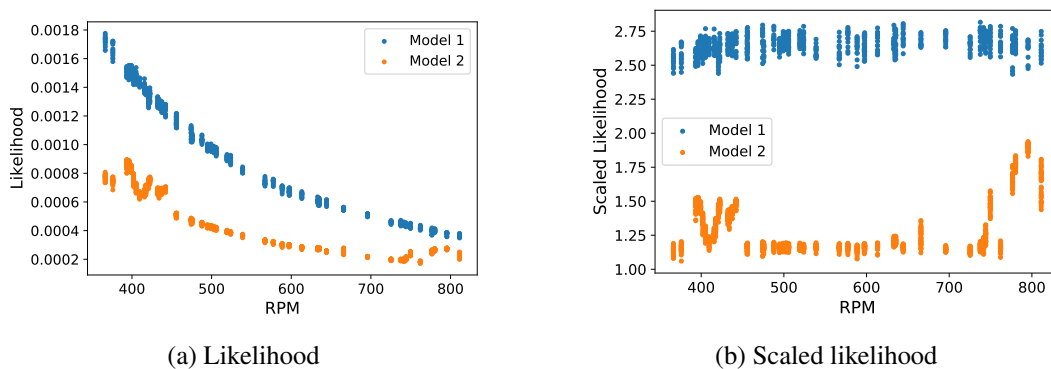 0.0018
0.0016
0.0014
0.0012
0.0010
0.0008
0.0006
0.0004
0.0002
Likelihood
Model 1
Model 2
400 500 600 700 800
RPM
(a) Likelihood
2.75
2.50
2.25
2.00
1.75
1.50
1.25
1.00
Scaled Likelihood
Model 1
Model 2
400 500 600 700 800
RPM
(b) Scaled likelihood